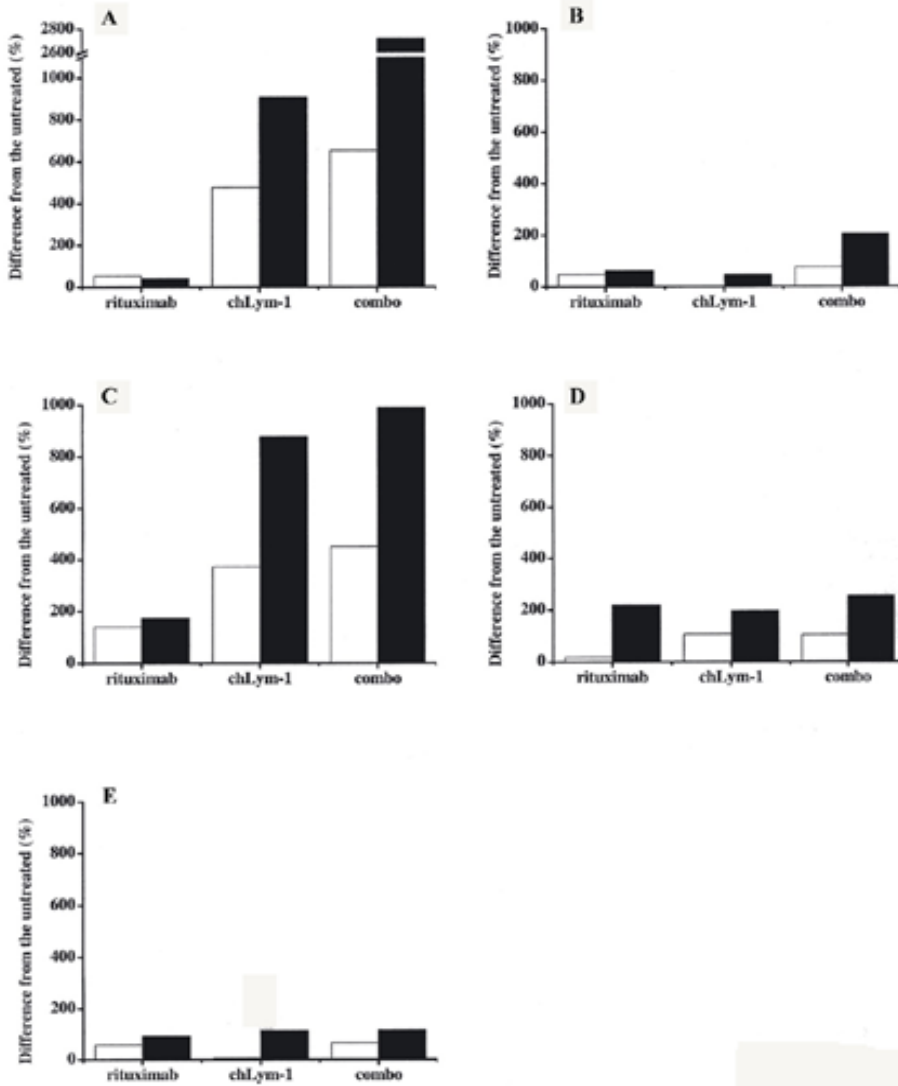 A
Difference from the untreated (%)
2800
2600
1000
800
600
400
200
0
rituximab chLym-1 combo
B
Difference from the untreated (%)
1000
800
600
400
200
0
rituximab chLym-1 combo
C
Difference from the untreated (%)
1000
800
600
400
200
0
rituximab chLym-1 combo
D
Difference from the untreated (%)
1000
800
600
400
200
0
rituximab chLym-1 combo
E
Difference from the untreated (%)
1000
800
600
400
200
0
rituximab chLym-1 combo